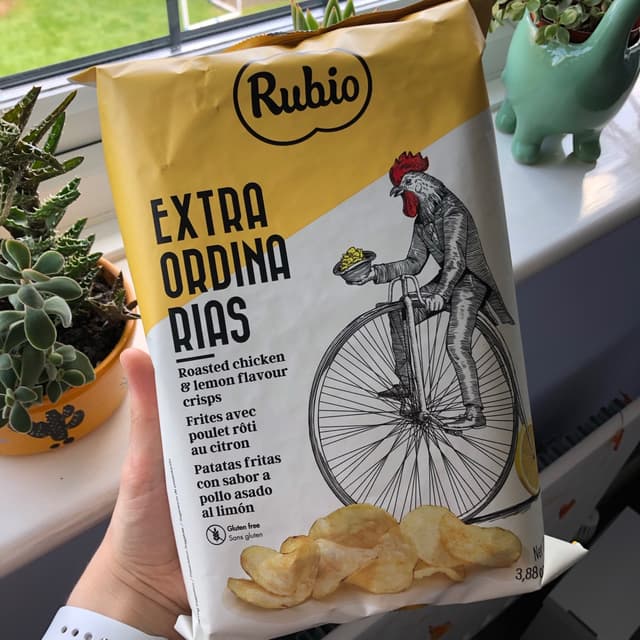 Rubio
EXTRA
ORDINA
RIAS
Roasted chicken
& lemon flavour
crisps
Frites avec
poulet rôti
au citron
Patatas fritas
con sabor a
pollo asado
al limón
Gluten free
Sans gluten
3,88